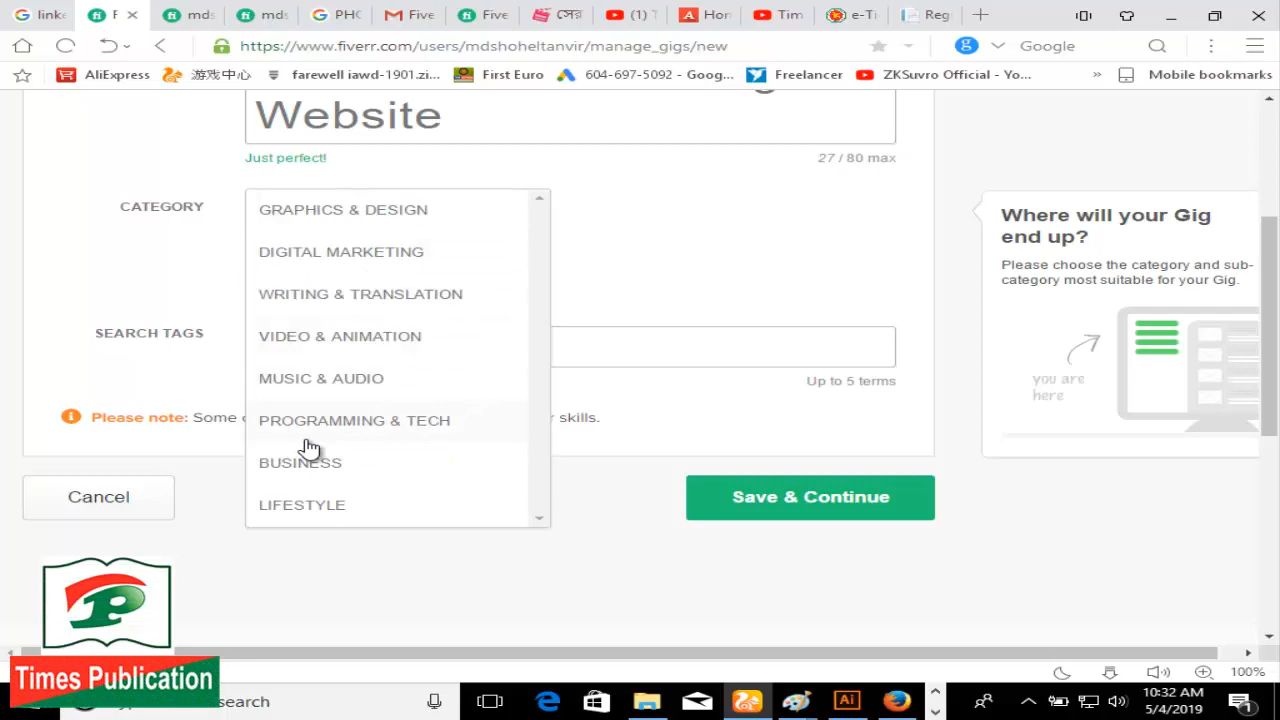 linke
F
mds
mds
PHO
Five
Five
সের
(1) T
Hon
Tim
e-Ti
Reg
https://www.fiverr.com/users/mdshoheltanvir/manage_gigs/new
Google
AliExpress
游戏中心
farewell iawd-1901.zi...
First Euro
604-697-5092 - Goog...
Freelancer
ZKSuvro Official - Yo...
»
Mobile bookmarks
Website
Just perfect!
27 / 80 max
CATEGORY
GRAPHICS & DESIGN
DIGITAL MARKETING
WRITING & TRANSLATION
VIDEO & ANIMATION
MUSIC & AUDIO
PROGRAMMING & TECH
BUSINESS
LIFESTYLE
SEARCH TAGS
Up to 5 terms
Please note: Some
r skills.
Cancel
Save & Continue
Where will your Gig
end up?
Please choose the category and sub-
category most suitable for your Gig.
you are
here
Times Publication
100%
search
Ai
10:32 AM
5/4/2019
1